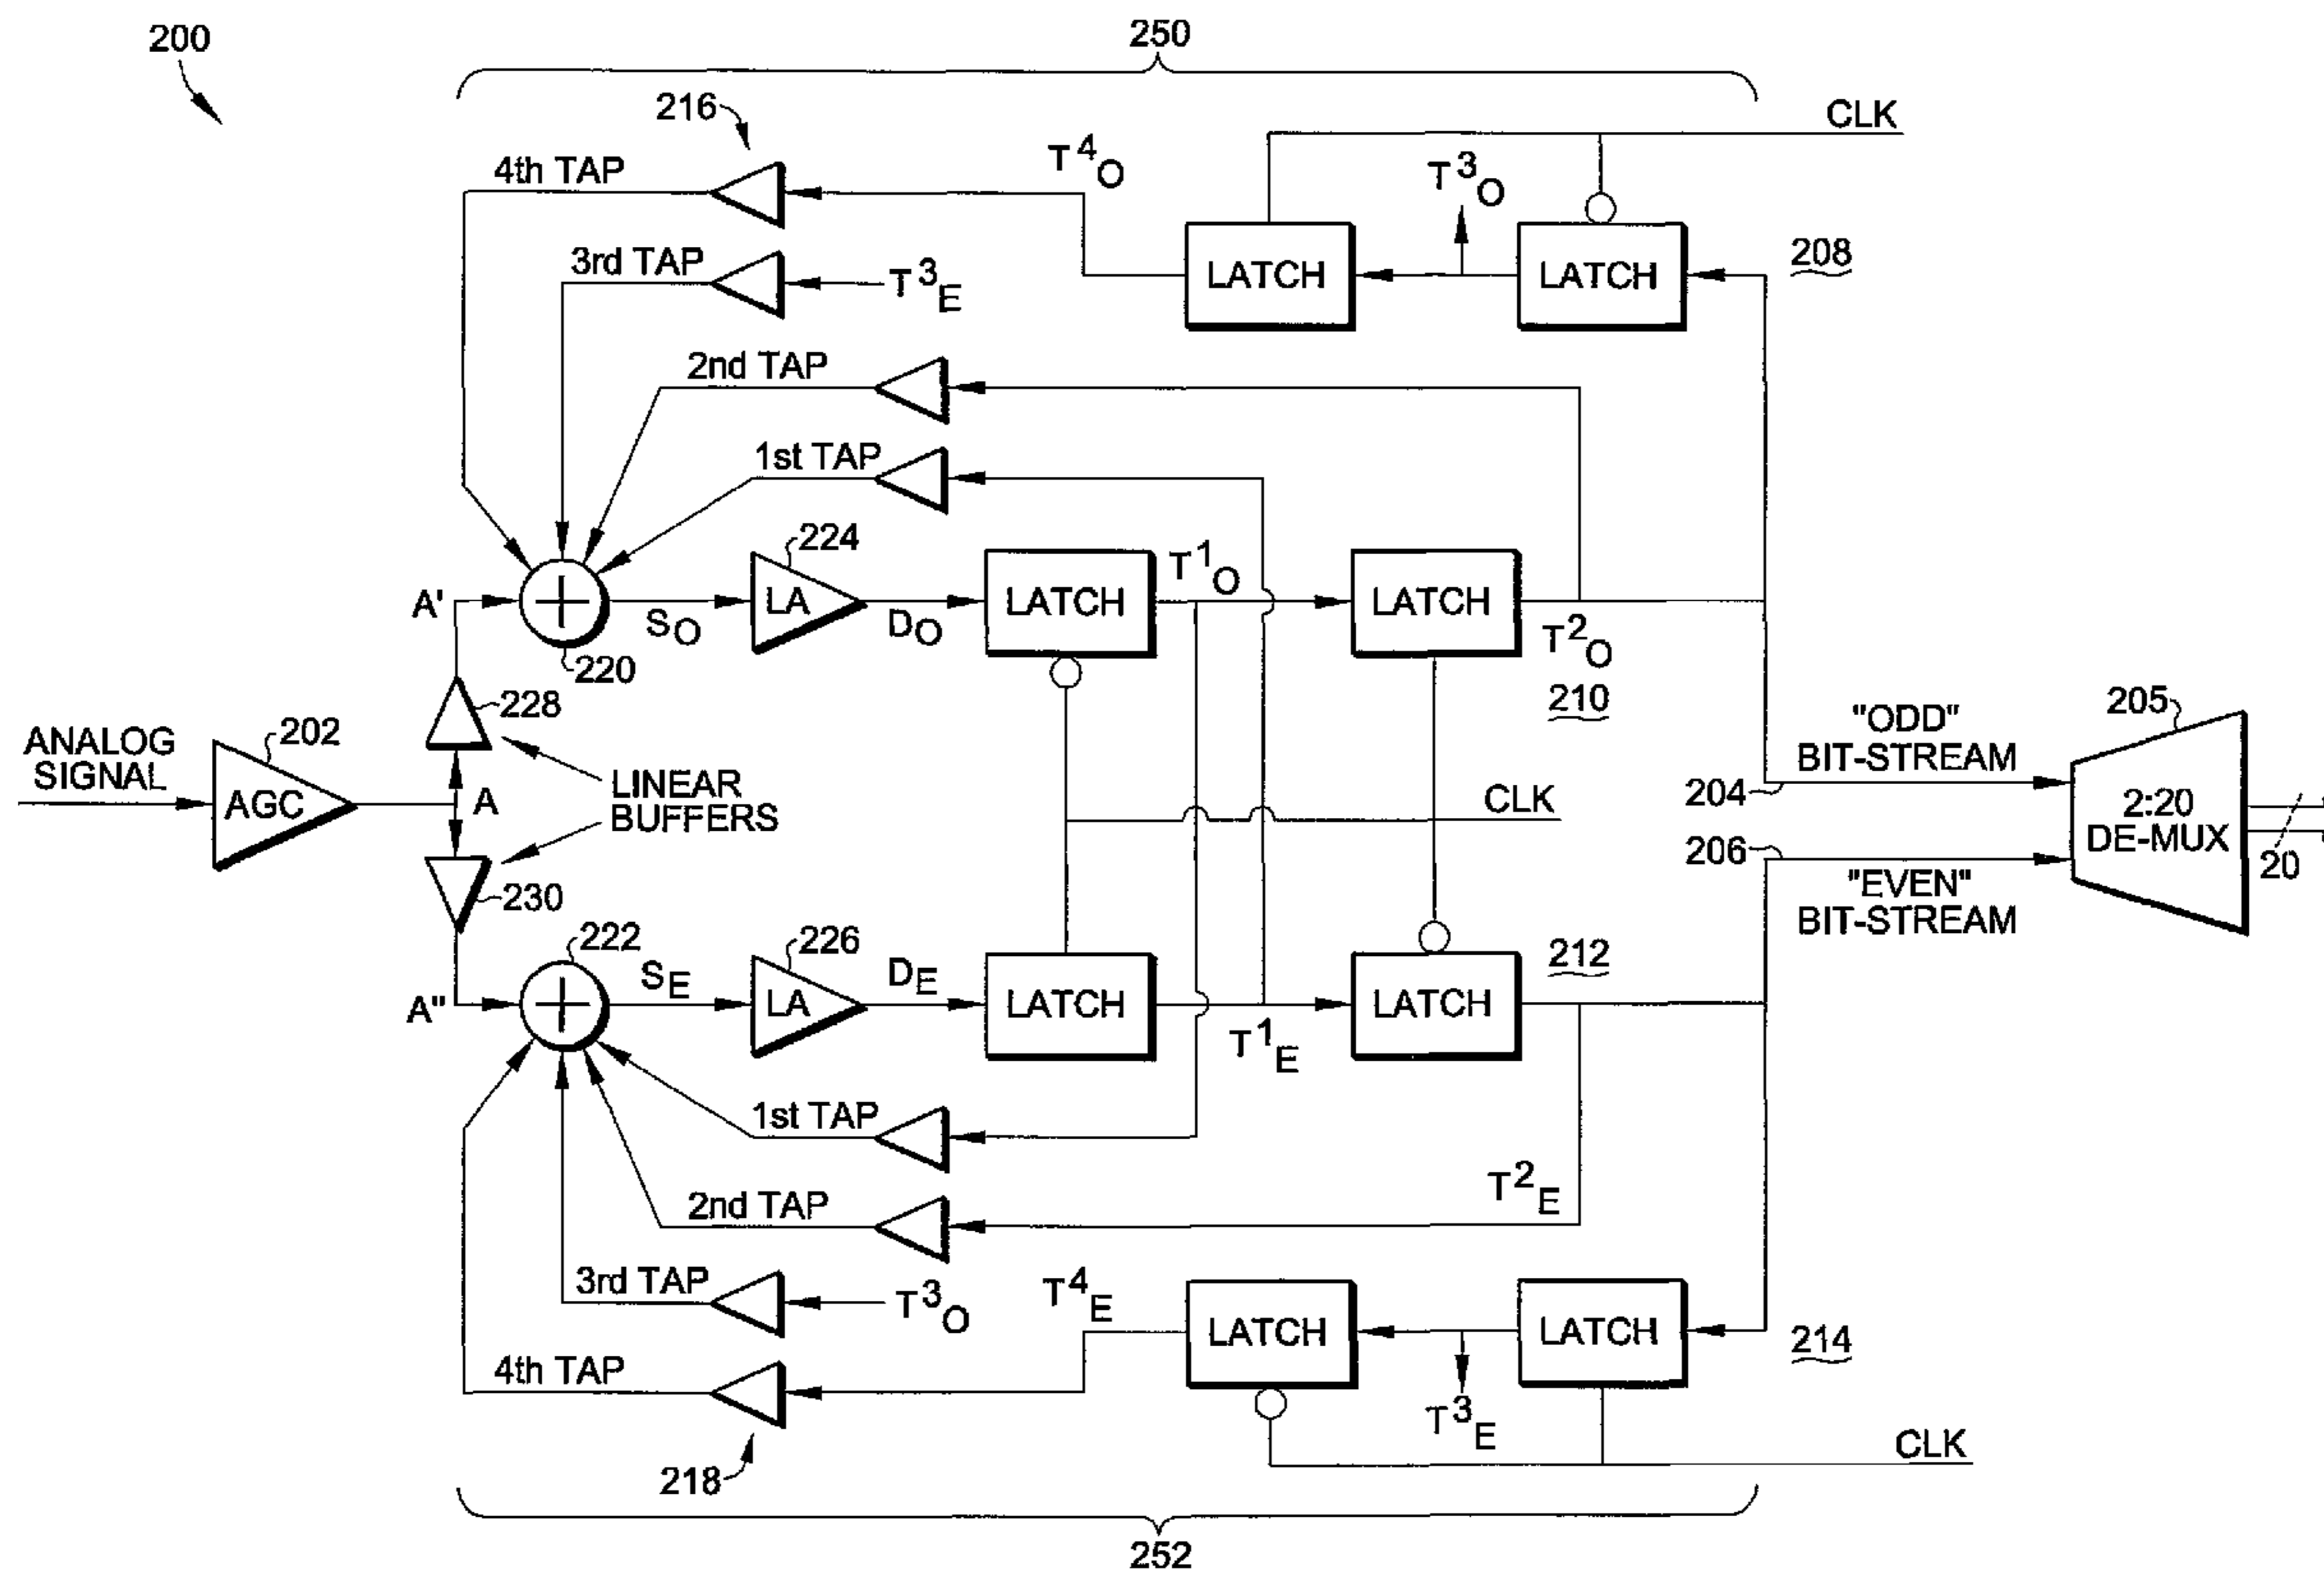 200
250
216
CLK
4th TAP
T4O
T3O
208
LATCH
LATCH
3rd TAP
T3E
2nd TAP
1st TAP
224
A'
SO
LA
DO
LATCH
T1O
LATCH
T2O
220
210
228
ANALOG
SIGNAL
202
AGC
A
LINEAR
BUFFERS
CLK
"ODD"
BIT-STREAM
204
205
2:20
DE-MUX
20
206
"EVEN"
BIT-STREAM
230
222
226
212
A"
SE
LA
DE
LATCH
T1E
LATCH
1st TAP
2nd TAP
T2E
3rd TAP
T3O
T4E
LATCH
LATCH
214
4th TAP
T3E
218
CLK
252